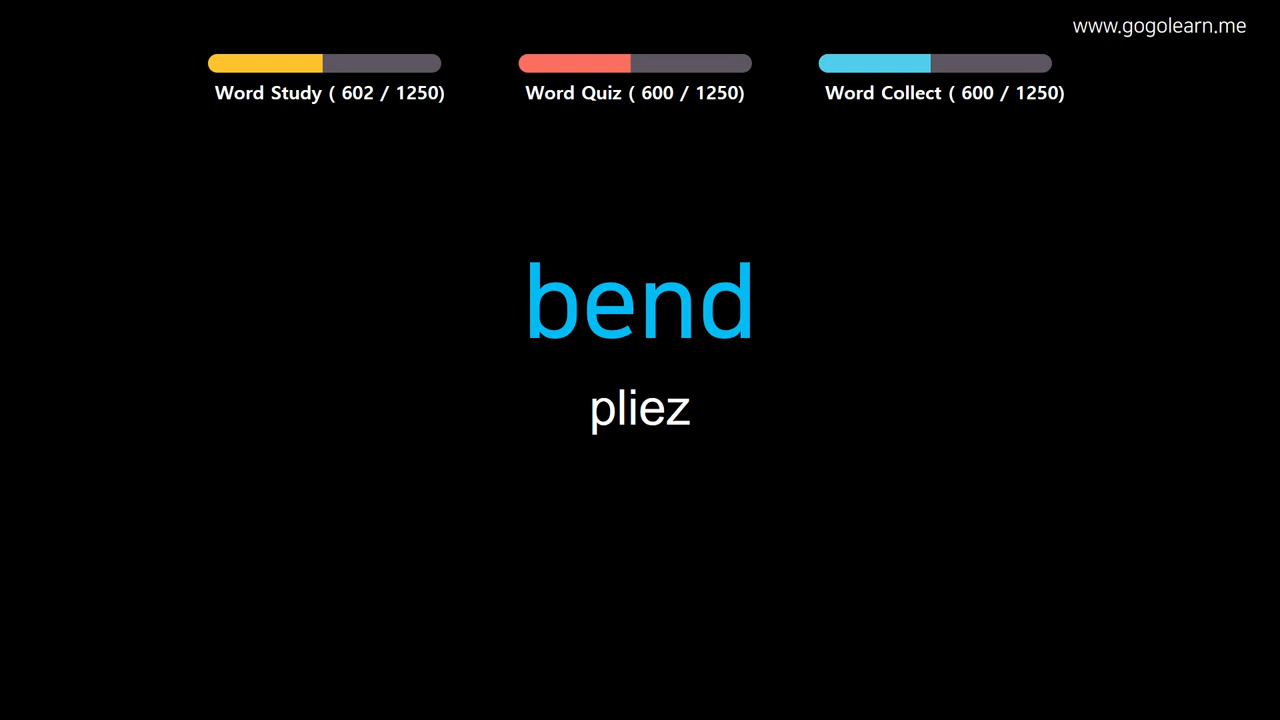 www.gogolearn.me
Word Study ( 602 / 1250)
Word Quiz ( 600 / 1250)
Word Collect ( 600 / 1250)
bend
pliez